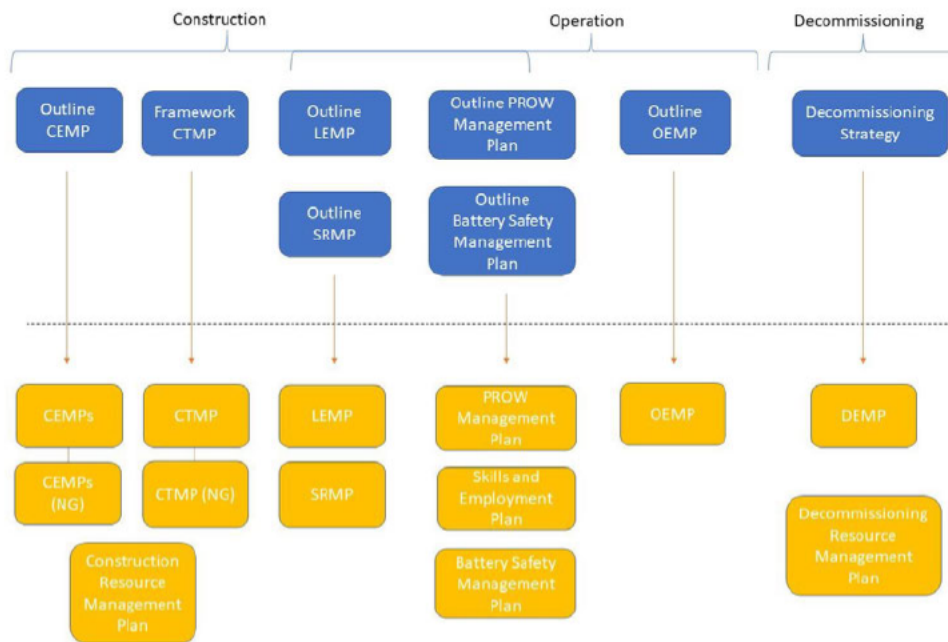 Construction
Operation
Decommissioning
Outline
CEMP
Framework
CTMP
Outline
LEMP
Outline PROW
Management
Plan
Outline
OEMP
Decommissioning
Strategy
Outline
SRMP
Outline
Battery Safety
Management
Plan
CEMPs
CTMP
LEMP
PROW
Management
Plan
OEMP
DEMP
CEMPs
(NG)
CTMP (NG)
SRMP
Skills and
Employment
Plan
Decommissioning
Resource
Management
Plan
Construction
Resource
Management
Plan
Battery Safety
Management
Plan